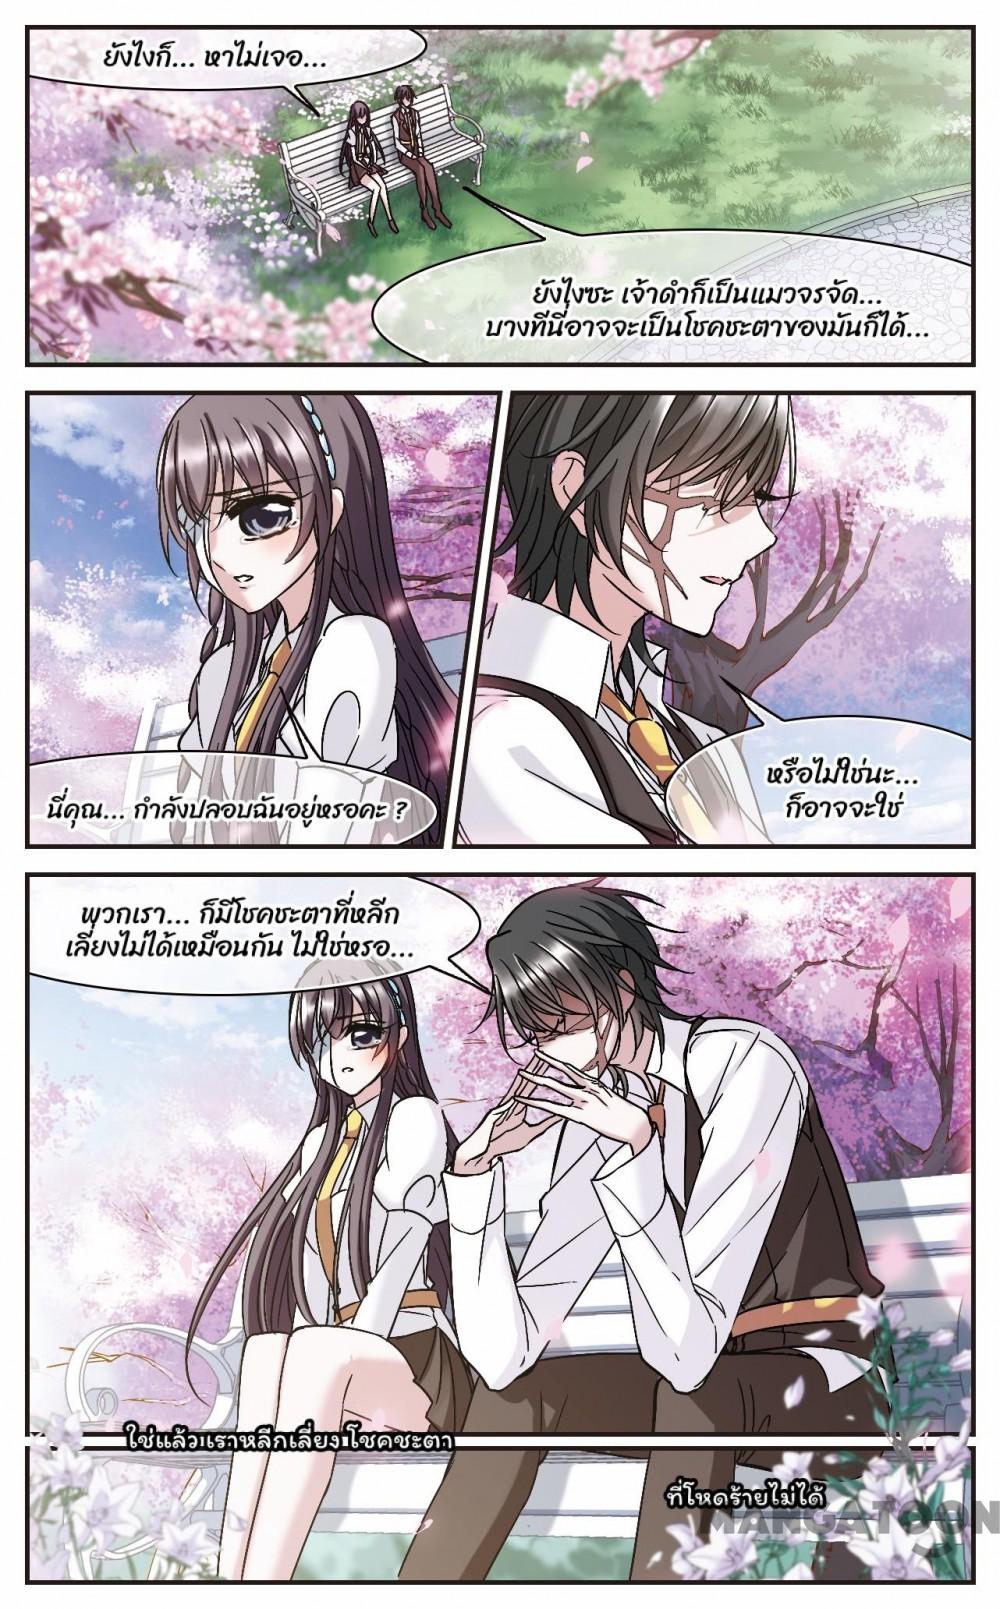 ยังไงก็... หาไม่เจอ...
ยังไงซะ เจ้าดำก็เป็นแมวจรจัด...
บางทีนี่อาจจะเป็นโชคชะตาของมันก็ได้...
นี่คุณ... กำลังปลอบฉันอยู่หรอคะ ?
หรือไม่ใช่นะ...
ก็อาจจะใช่
พวกเรา... ก็มีโชคชะตาที่หลีก
เลี่ยงไม่ได้เหมือนกัน ไม่ใช่หรอ...
ใช่แล้ว เราหลีกเลี่ยง โชคชะตา
ที่โหดร้ายไม่ได้
MANGATOON